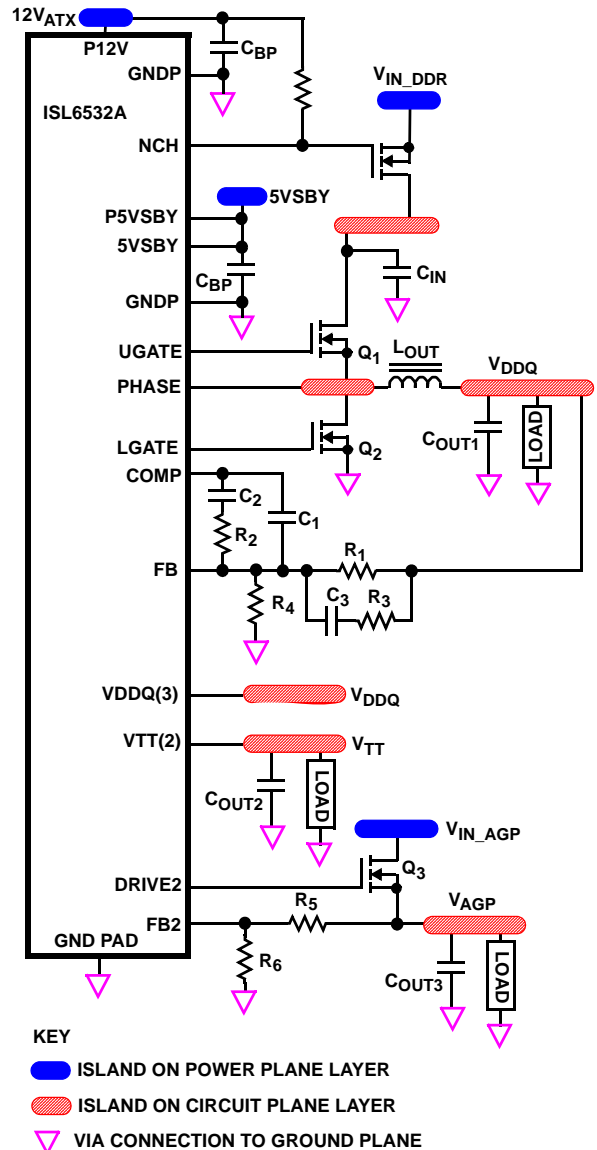 12VATX
P12V
CBP
GNDP
VIN_DDR
ISL6532A
NCH
5VSBY
P5VSBY
5VSBY
CBP
CIN
GNDP
UGATE
Q1
LOUT
VDDQ
PHASE
COUT1
LOAD
LGATE
Q2
COMP
C2
C1
R2
R1
FB
C3
R3
R4
VDDQ(3)
VDDQ
VTT(2)
VTT
COUT2
LOAD
VIN_AGP
Q3
DRIVE2
R5
VAGP
FB2
GND PAD
R6
COUT3
LOAD
KEY
ISLAND ON POWER PLANE LAYER
ISLAND ON CIRCUIT PLANE LAYER
VIA CONNECTION TO GROUND PLANE